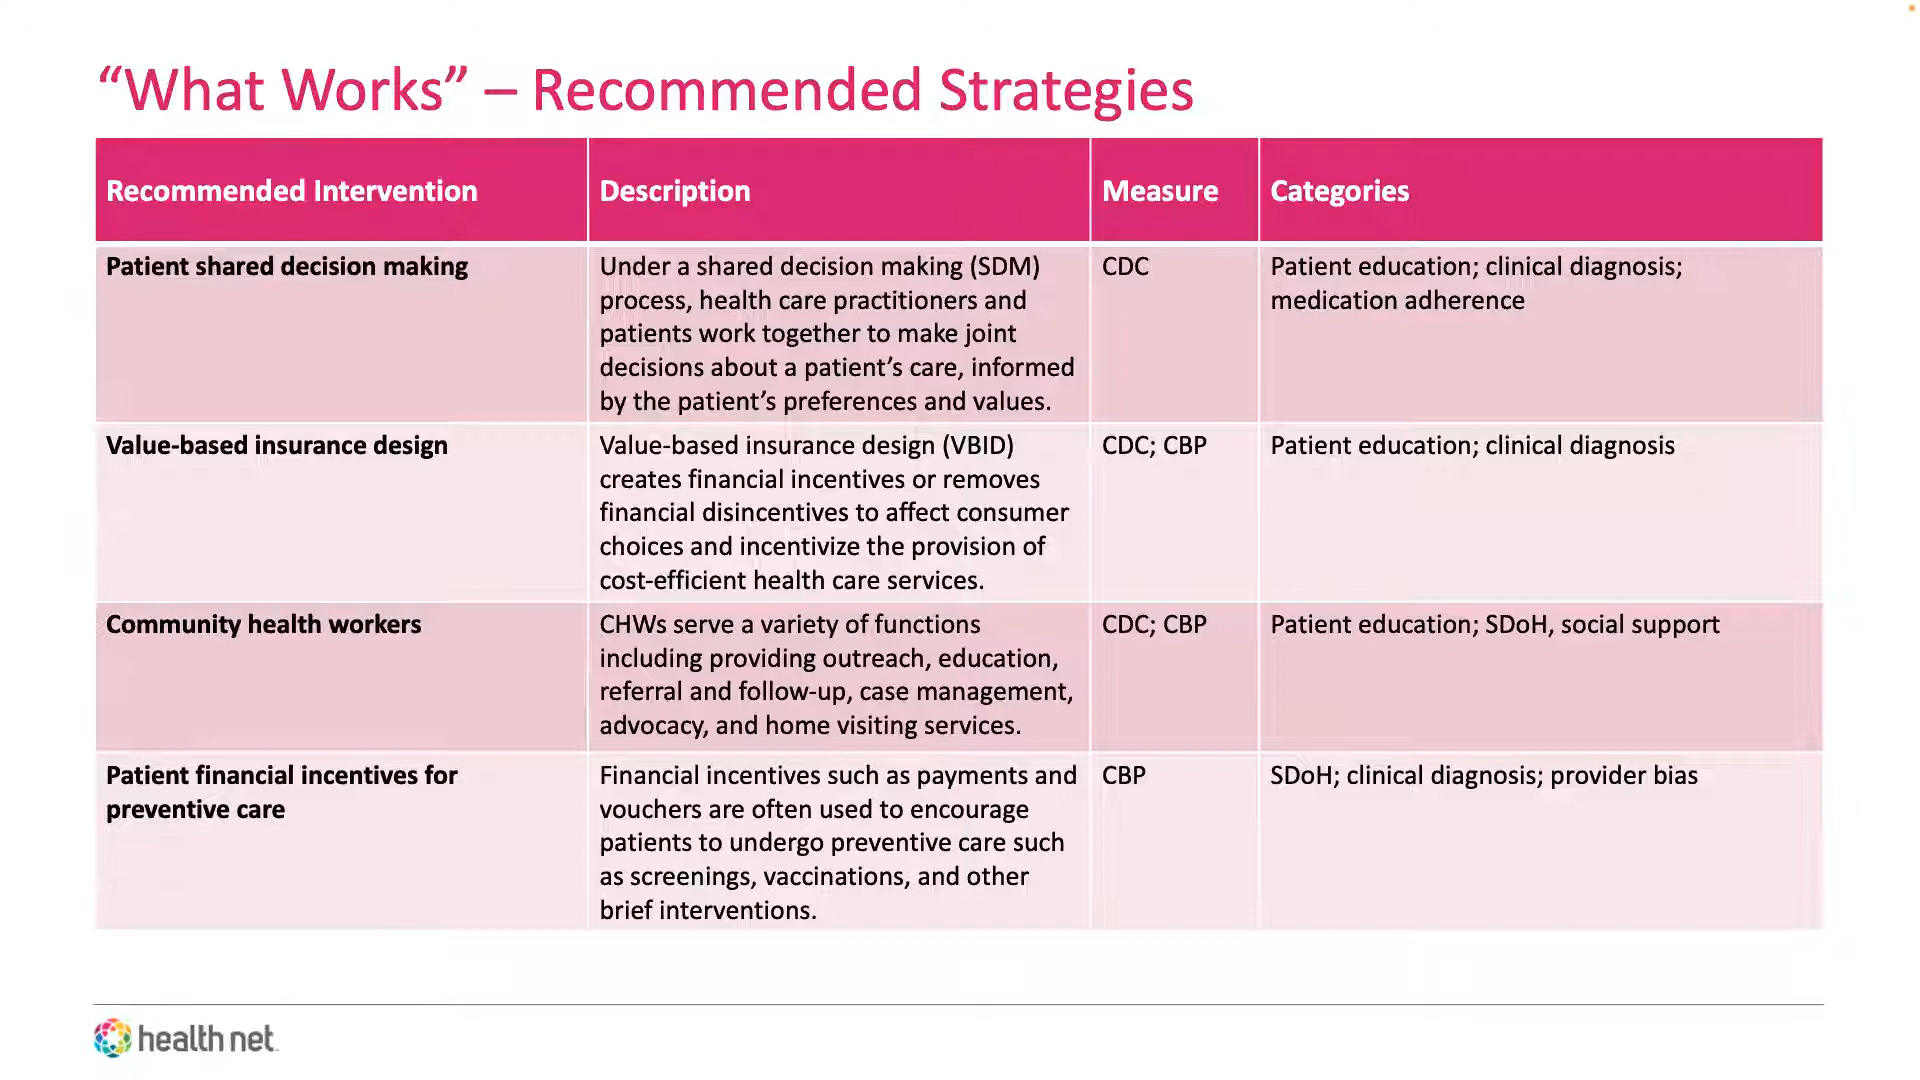 “What Works” – Recommended Strategies
Recommended Intervention
Description
Measure
Categories
Patient shared decision making
Under a shared decision making (SDM)
process, health care practitioners and
patients work together to make joint
decisions about a patient’s care, informed
by the patient’s preferences and values.
CDC
Patient education; clinical diagnosis;
medication adherence
Value-based insurance design
Value-based insurance design (VBID)
creates financial incentives or removes
financial disincentives to affect consumer
choices and incentivize the provision of
cost-efficient health care services.
CDC; CBP
Patient education; clinical diagnosis
Community health workers
CHWs serve a variety of functions
including providing outreach, education,
referral and follow-up, case management,
advocacy, and home visiting services.
CDC; CBP
Patient education; SDoH, social support
Patient financial incentives for
preventive care
Financial incentives such as payments and
vouchers are often used to encourage
patients to undergo preventive care such
as screenings, vaccinations, and other
brief interventions.
CBP
SDoH; clinical diagnosis; provider bias
health net